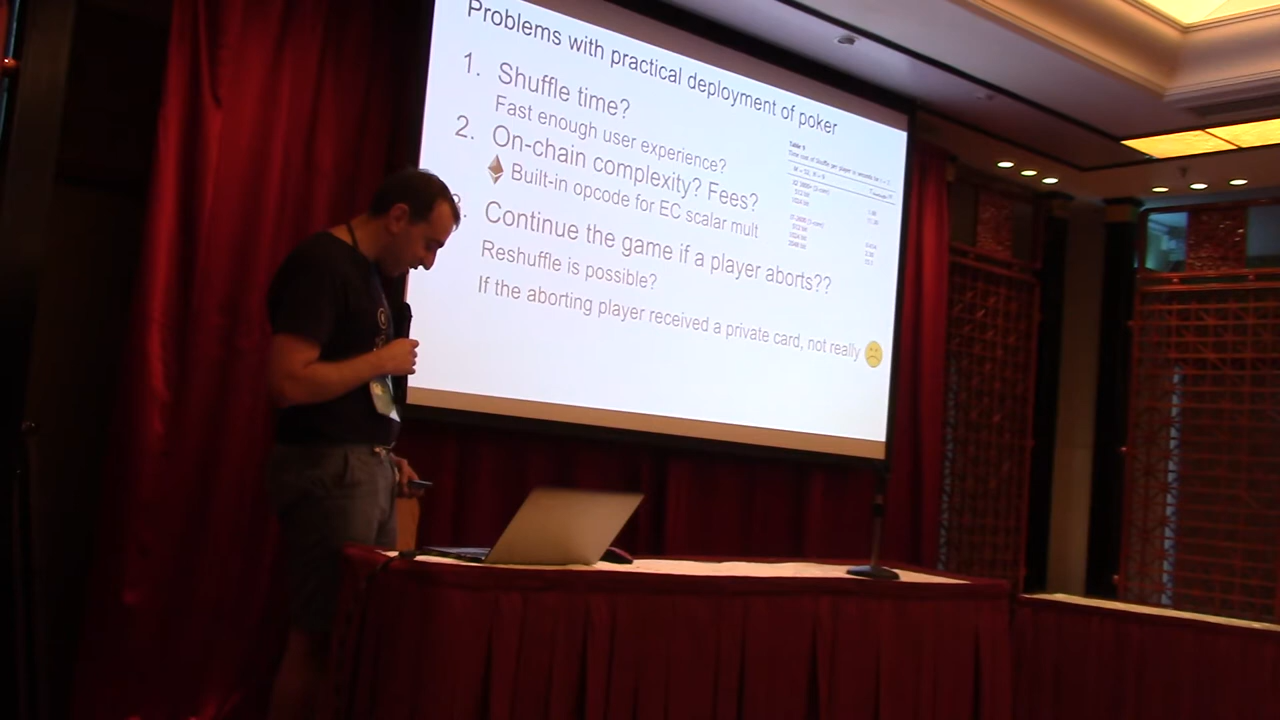 Problems with practical deployment of poker
1. Shuffle time?
Fast enough user experience?
2. On-chain complexity? Fees?
Built-in opcode for EC scalar mult
3. Continue the game if a player aborts??
Reshuffle is possible?
If the aborting player received a private card, not really
Table 9